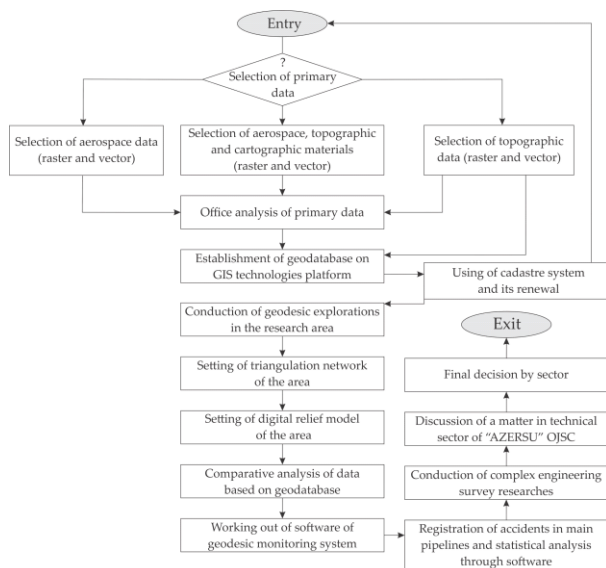 Entry
?
Selection of primary
data
Selection of aerospace data
(raster and vector)
Selection of aerospace, topographic
and cartographic materials
(raster and vector)
Selection of topographic
data (raster and vector)
Office analysis of primary data
Establishment of geodatabase on
GIS technologies platform
Using of cadastre system
and its renewal
Conduction of geodesic explorations
in the research area
Setting of triangulation network
of the area
Setting of digital relief model
of the area
Comparative analysis of data
based on geodatabase
Working out of software of
geodesic monitoring system
Registration of accidents in main
pipelines and statistical analysis
through software
Conduction of complex engineering
survey researches
Discussion of a matter in technical
sector of "AZERSU" OJSC
Final decision by sector
Exit